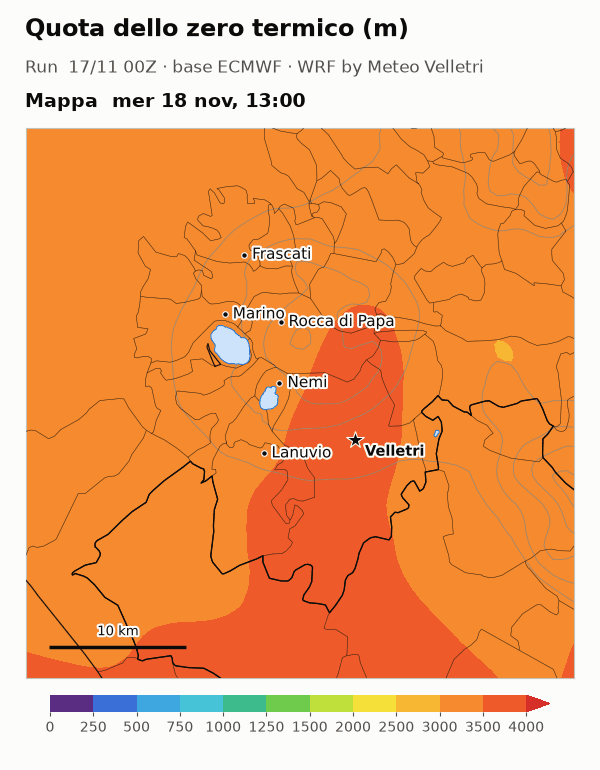 Quota dello zero termico (m)
Run 17/11 00Z · base ECMWF · WRF by Meteo Velletri
Mappa mer 18 nov, 13:00
Frascati
Marino
Rocca di Papa
Nemi
Velletri
Lanuvio
10 km
0 250 500 750 1000 1250 1500 2000 2500 3000 3500 4000